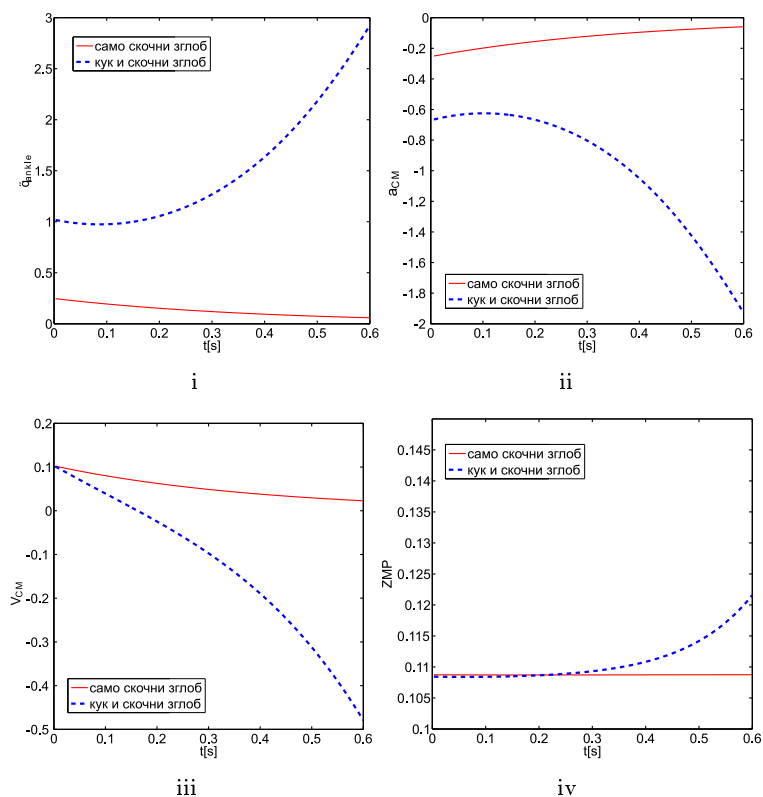 3
2.5
2
1.5
1
0.5
0
q̈ankle
само скочни зглоб
кук и скочни зглоб
0 0.1 0.2 0.3 0.4 0.5 0.6
t[s]
i
0
-0.2
-0.4
-0.6
-0.8
-1
-1.2
-1.4
-1.6
-1.8
-2
aCM
само скочни зглоб
кук и скочни зглоб
0 0.1 0.2 0.3 0.4 0.5 0.6
t[s]
ii
0.2
0.1
0
-0.1
-0.2
-0.3
-0.4
-0.5
VCM
само скочни зглоб
кук и скочни зглоб
0 0.1 0.2 0.3 0.4 0.5 0.6
t[s]
iii
0.145
0.14
0.135
0.13
0.125
0.12
0.115
0.11
0.105
0.1
ZMP
само скочни зглоб
кук и скочни зглоб
0 0.1 0.2 0.3 0.4 0.5 0.6
t[s]
iv